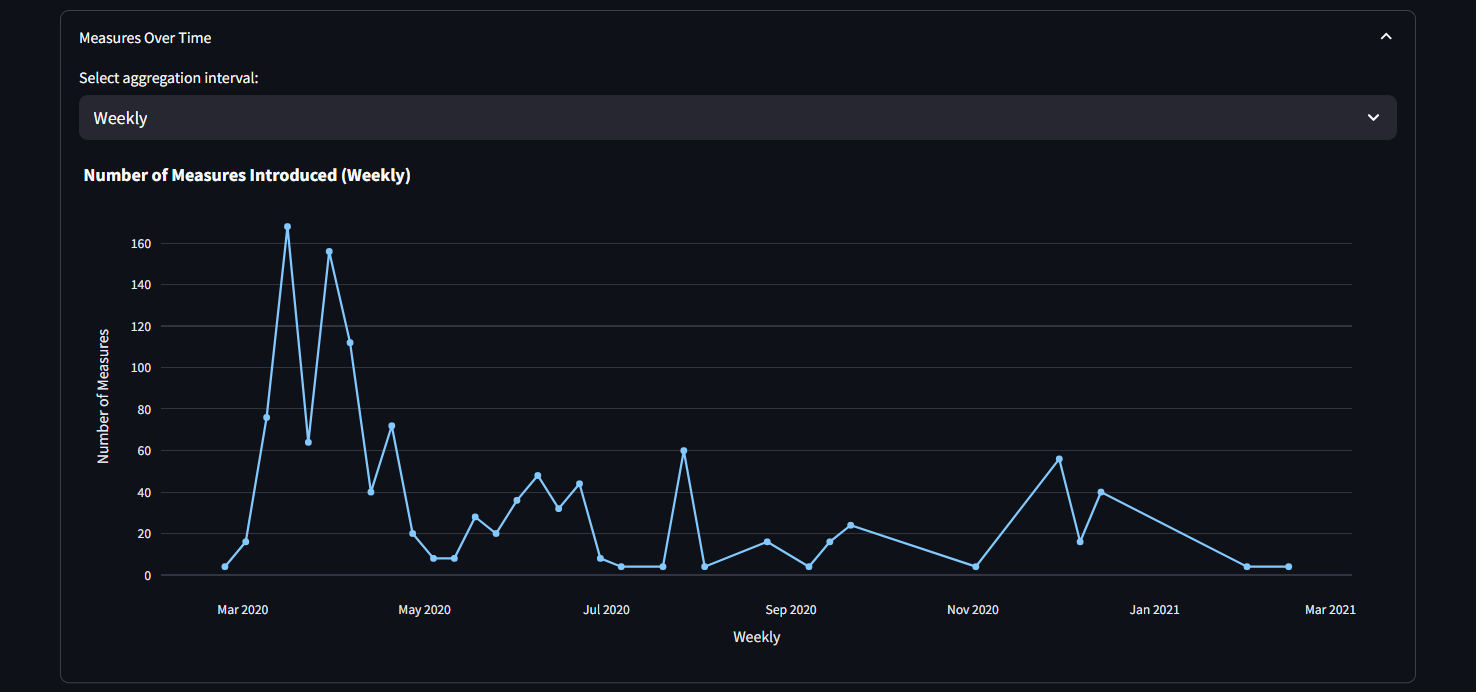 Measures Over Time
Select aggregation interval:
Weekly
Number of Measures Introduced (Weekly)
Number of Measures
160
140
120
100
80
60
40
20
0
Mar 2020
May 2020
Jul 2020
Sep 2020
Nov 2020
Jan 2021
Mar 2021
Weekly